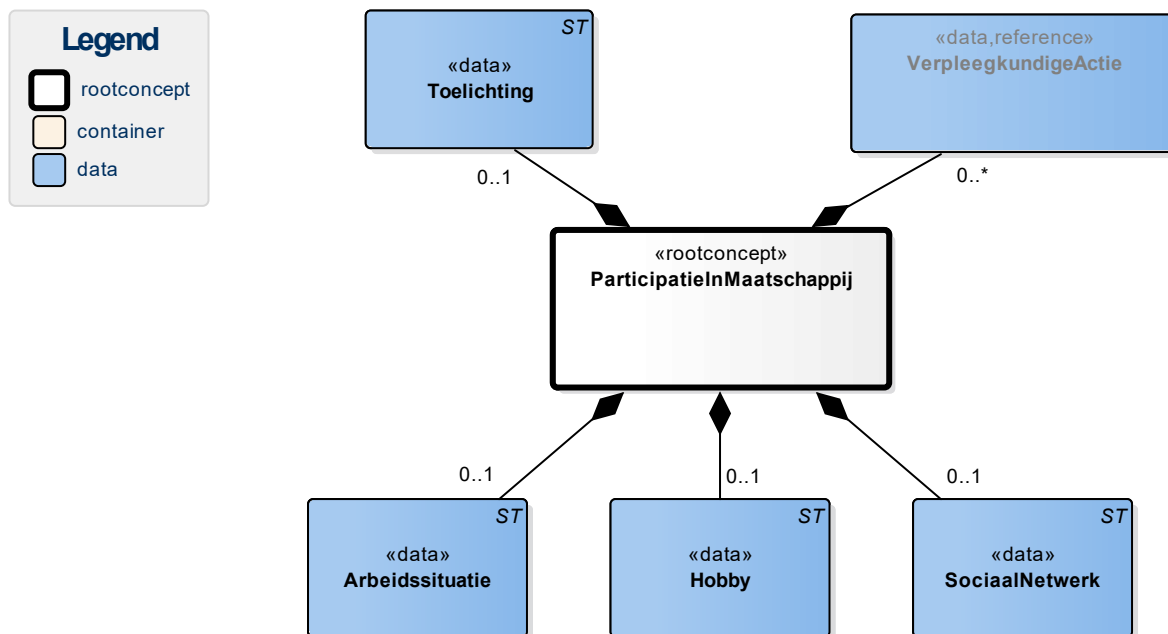 Legend
rootconcept
container
data
ST
«data»
Toelichting
0..1
«data,reference»
VerpleegkundigeActie
0..*
«rootconcept»
ParticipatieInMaatschappij
0..1
0..1
0..1
ST
«data»
Arbeidssituatie
ST
«data»
Hobby
ST
«data»
SociaalNetwerk